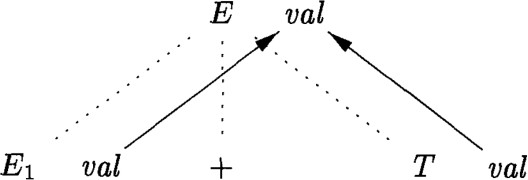 E val
E₁ val + T val